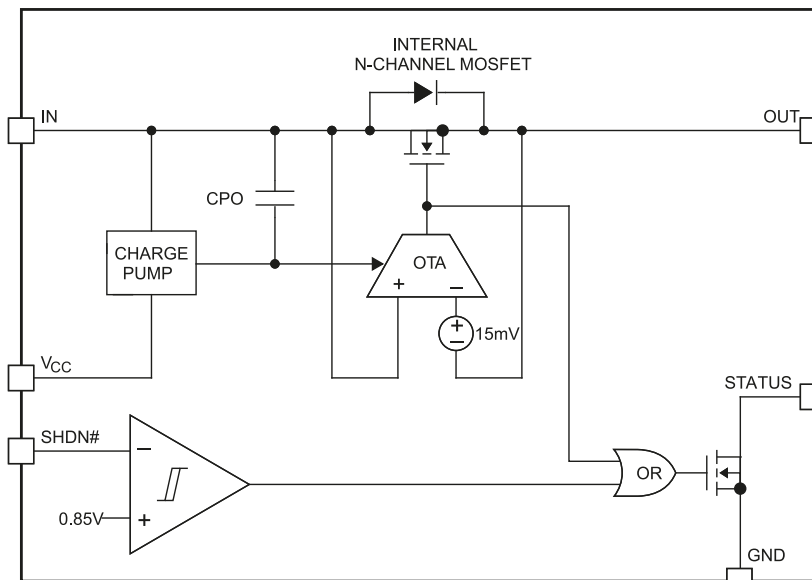 INTERNAL
N-CHANNEL MOSFET
IN
OUT
CPO
CHARGE
PUMP
OTA
+
−
+
−
15mV
VCC
STATUS
SHDN#
−
OR
0.85V
+
GND